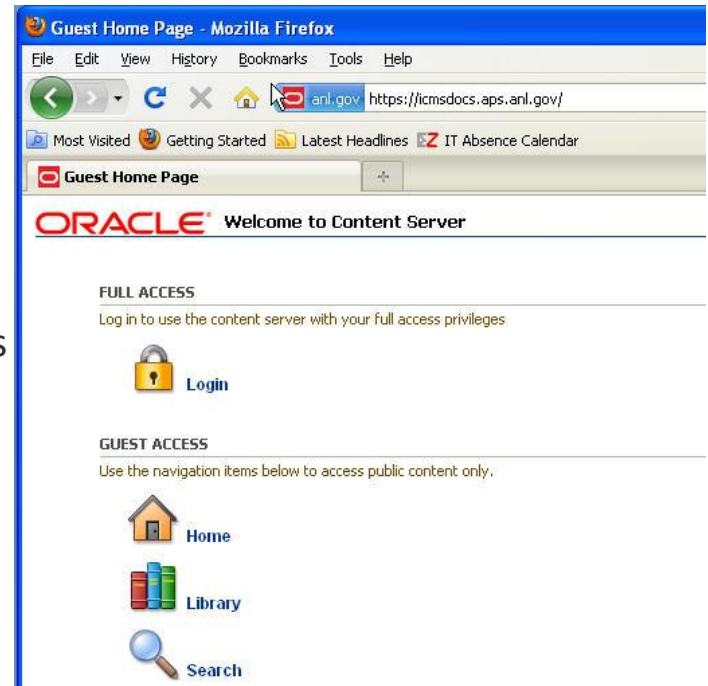 Guest Home Page - Mozilla Firefox
File Edit View History Bookmarks Tools Help
anl.gov https://icmsdocs.aps.anl.gov/
Most Visited Getting Started Latest Headlines EZ IT Absence Calendar
Guest Home Page
ORACLE® Welcome to Content Server
FULL ACCESS
Log in to use the content server with your full access privileges
S
Login
GUEST ACCESS
Use the navigation items below to access public content only.
Home
Library
Search